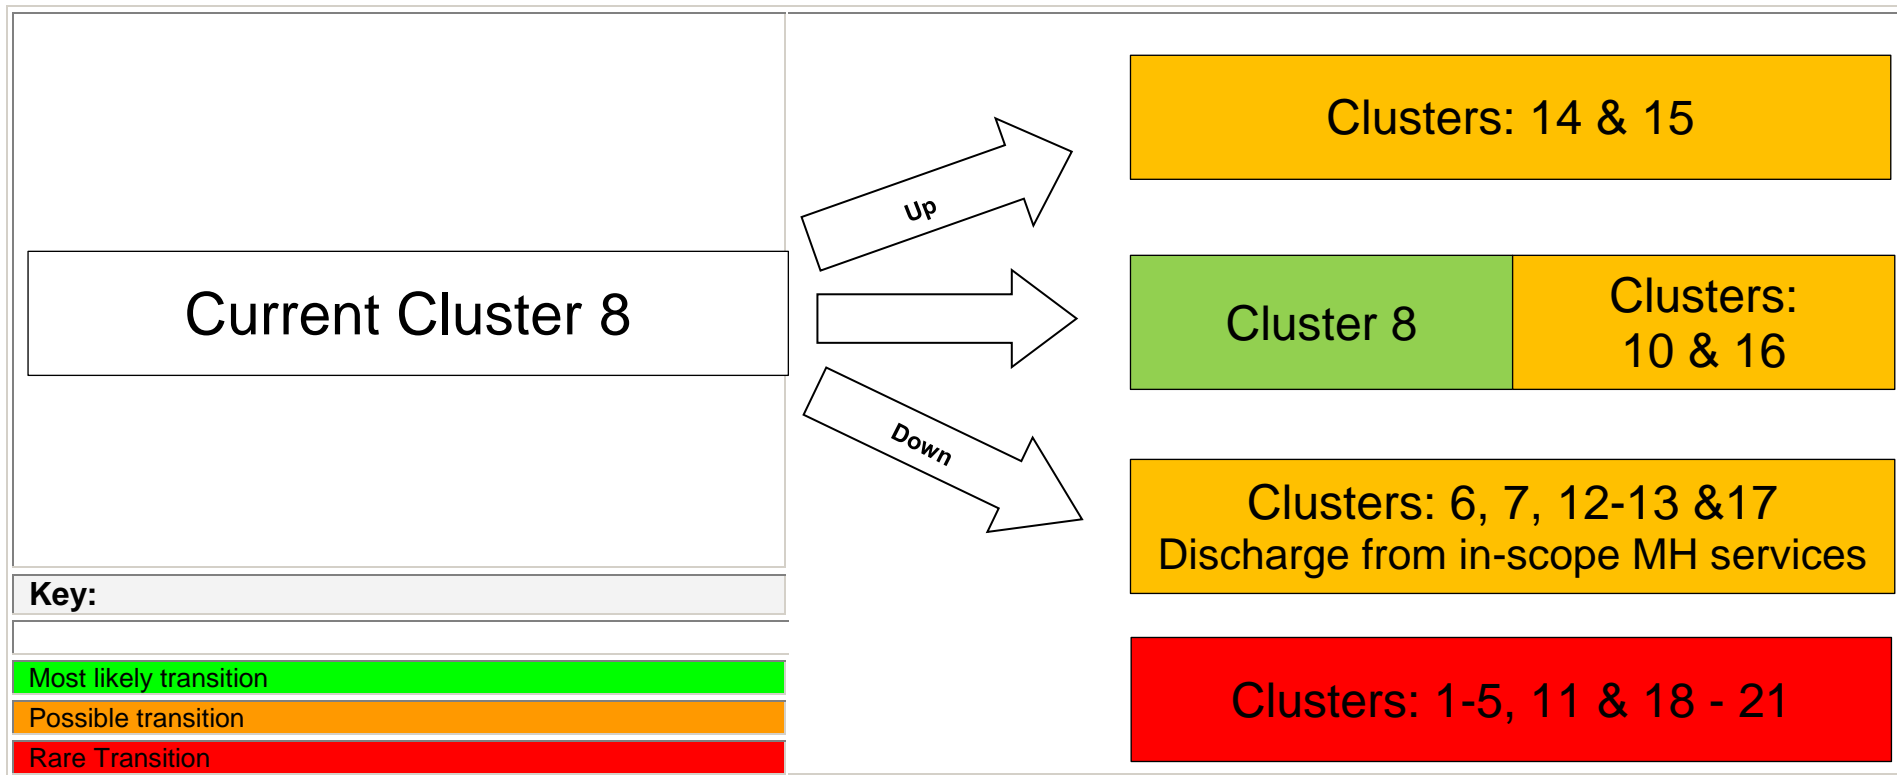 Current Cluster 8
Up
Down
Clusters: 14 & 15
Cluster 8
Clusters:
10 & 16
Clusters: 6, 7, 12-13 &17
Discharge from in-scope MH services
Clusters: 1-5, 11 & 18 - 21
Key:
Most likely transition
Possible transition
Rare Transition